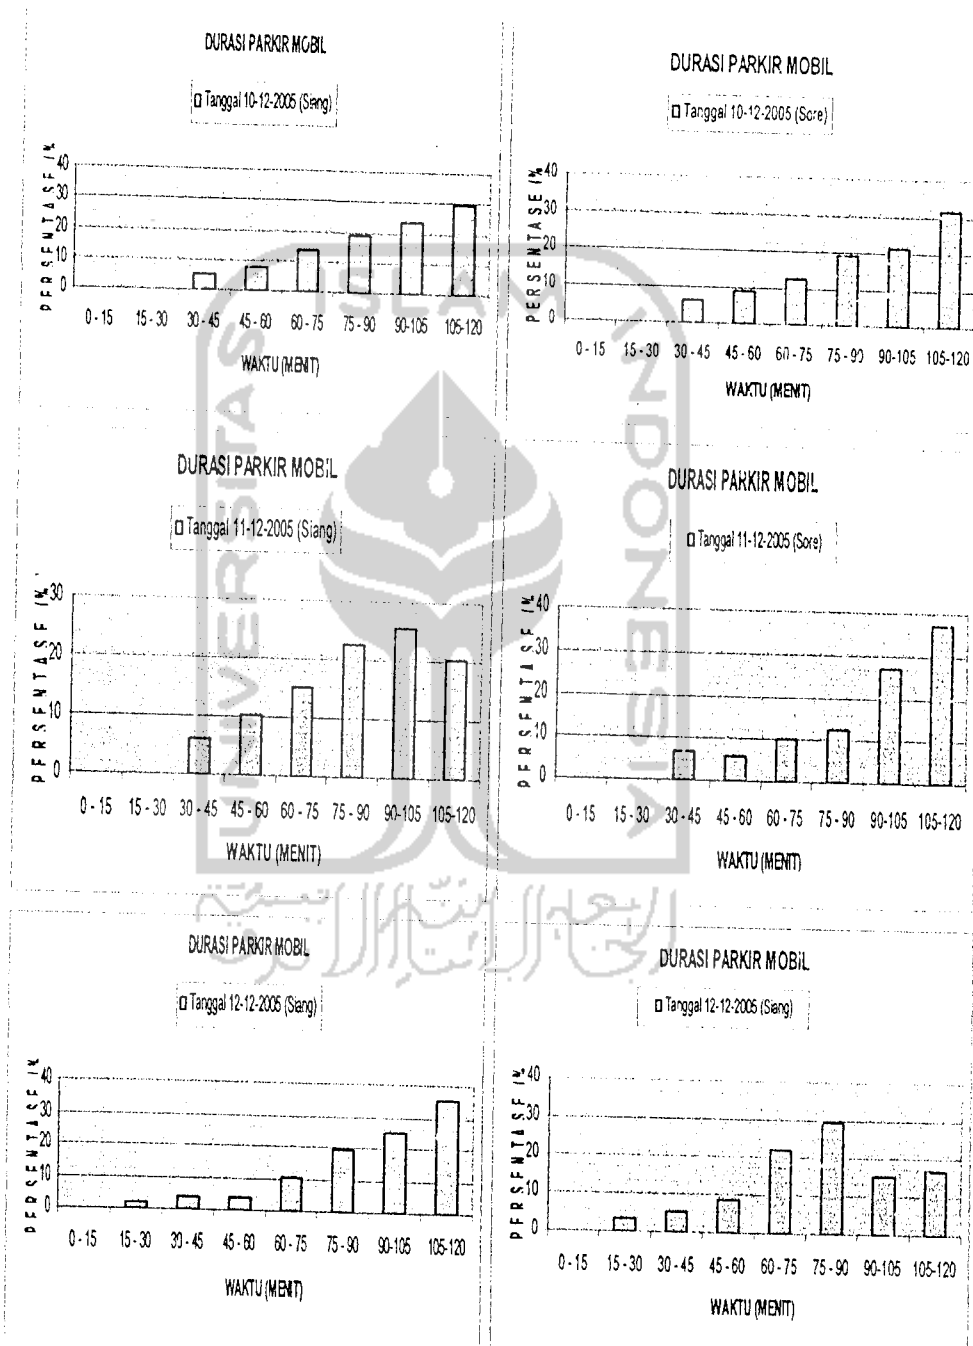 DURASI PARKIR MOBIL
Tanggal 10-12-2005 (Siang)
PERSENTASE (%
40
30
20
10
0
0 - 15 15 - 30 30 - 45 45 - 60 60 - 75 75 - 90 90-105 105-120
WAKTU (MENIT)
DURASI PARKIR MOBIL
Tanggal 10-12-2005 (Sore)
PERSENTASE (%
40
30
20
10
0
0 - 15 15 - 30 30 - 45 45 - 60 60 - 75 75 - 90 90-105 105-120
WAKTU (MENIT)
DURASI PARKIR MOBIL
Tanggal 11-12-2005 (Siang)
PERSENTASE (%
30
20
10
0
0 - 15 15 - 30 30 - 45 45 - 60 60 - 75 75 - 90 90-105 105-120
WAKTU (MENIT)
DURASI PARKIR MOBIL
Tanggal 11-12-2005 (Sore)
PERSENTASE (%
40
30
20
10
0
0 - 15 15 - 30 30 - 45 45 - 60 60 - 75 75 - 90 90-105 105-120
WAKTU (MENIT)
DURASI PARKIR MOBIL
Tanggal 12-12-2005 (Siang)
PERSENTASE (%
40
30
20
10
0
0 - 15 15 - 30 30 - 45 45 - 60 60 - 75 75 - 90 90-105 105-120
WAKTU (MENIT)
DURASI PARKIR MOBIL
Tanggal 12-12-2005 (Siang)
PERSENTASE (%
40
30
20
10
0
0 - 15 15 - 30 30 - 45 45 - 60 60 - 75 75 - 90 90-105 105-120
WAKTU (MENIT)
UNIVERSITAS ISLAM INDONESIA